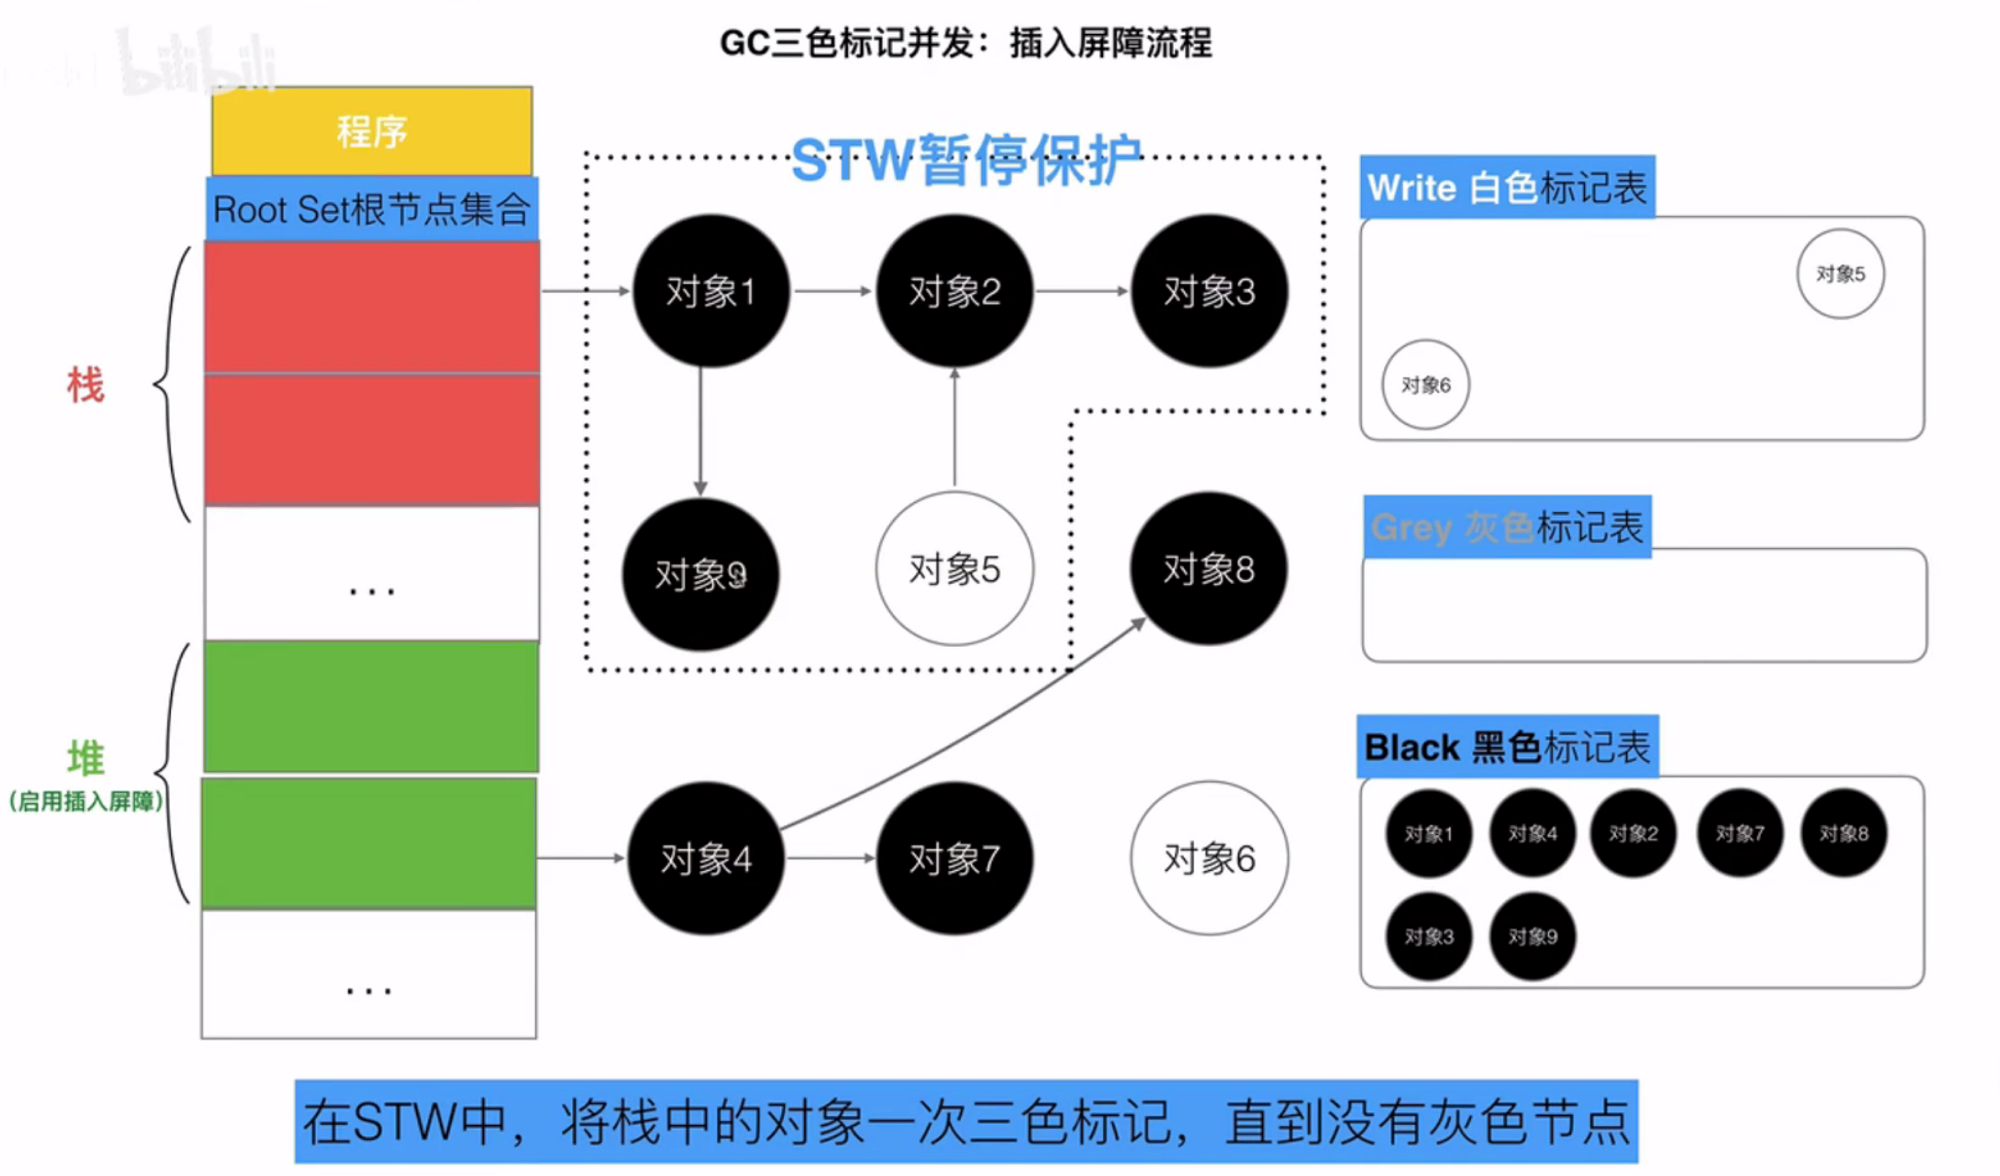 bilibili
GC三色标记并发：插入屏障流程
程序
Root Set根节点集合
栈
...
堆
(启用插入屏障)
...
STW暂停保护
对象1
对象2
对象3
对象9
对象5
对象8
对象4
对象7
对象6
Write 白色标记表
对象5
对象6
Grey 灰色标记表
Black 黑色标记表
对象1
对象4
对象2
对象7
对象8
对象3
对象9
在STW中，将栈中的对象一次三色标记，直到没有灰色节点